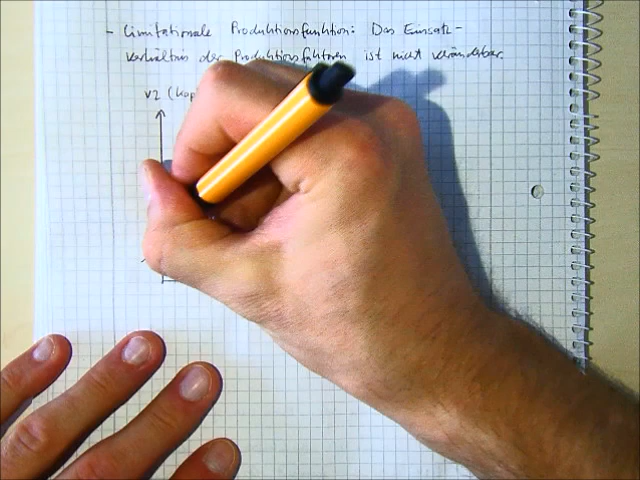 - Limitationale Produktionsfunktion: Das Einsatz-
verhältnis der Produktionsfaktoren ist nicht veränderbar.
v2 (Kap